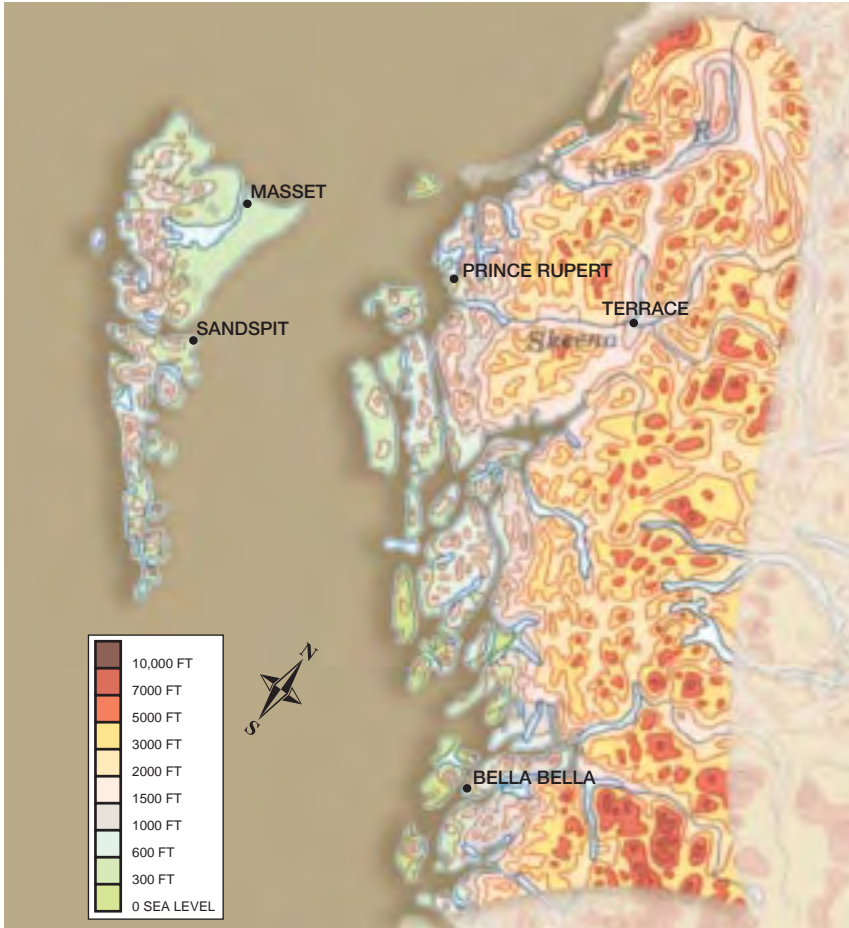 MASSET
PRINCE RUPERT
TERRACE
SANDSPIT
Nass
R
Skeena
BELLA BELLA
N
S
10,000 FT
7000 FT
5000 FT
3000 FT
2000 FT
1500 FT
1000 FT
600 FT
300 FT
0 SEA LEVEL